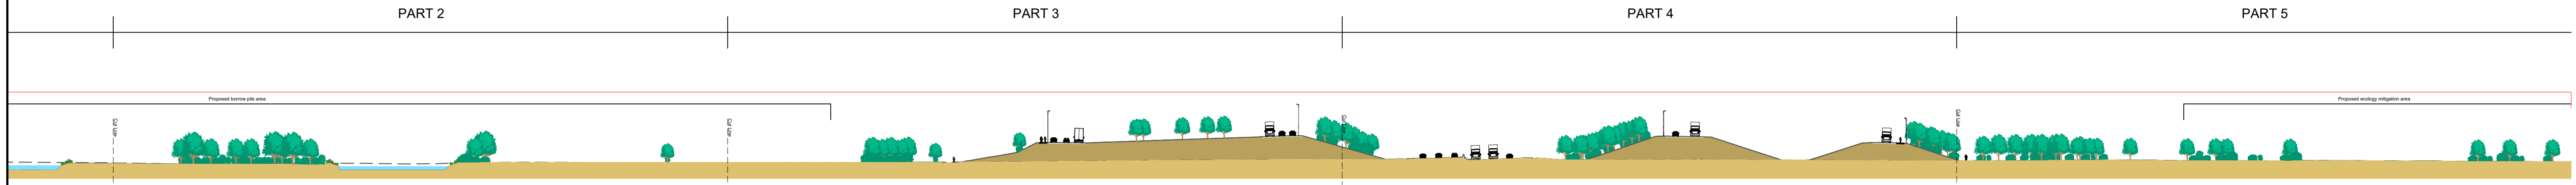 PART 2
PART 3
PART 4
PART 5
Proposed borrow pits area
Proposed ecology mitigation area
Cut Line
Cut Line
Cut Line
Cut Line